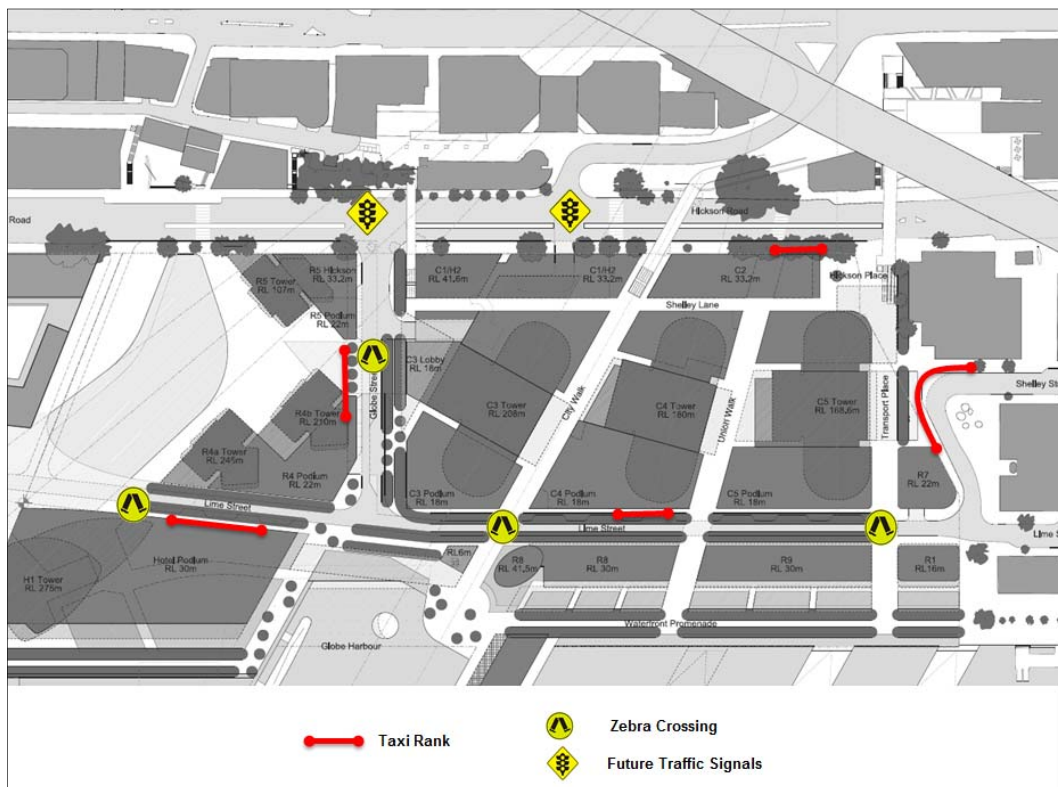 Road
Hickson Road
R5 Tower
RL 107m
R5 Hickson
RL 33,2m
C1/H2
RL 41,6m
C1/H2
RL 33,2m
C2
RL 33,2m
Hickson Place
R5 Podium
RL 22m
Shelley Lane
Globe Street
C3 Lobby
RL 18m
Shelley St
R4b Tower
RL 210m
C3 Tower
RL 208m
City Walk
C4 Tower
RL 180m
Union Walk
C5 Tower
RL 168,6m
Transport Place
R4a Tower
RL 245m
R4 Podium
RL 22m
C3 Podium
RL 18m
C4 Podium
RL 18m
C5 Podium
RL 18m
R7
RL 22m
Lime Street
Lime Street
Lime S
H1 Tower
RL 275m
Hotel Podium
RL 30m
RL6m
R8
RL 41,5m
R8
RL 30m
R9
RL 30m
R1
RL16m
Waterfront Promenade
Globe Harbour
Taxi Rank
Zebra Crossing
Future Traffic Signals